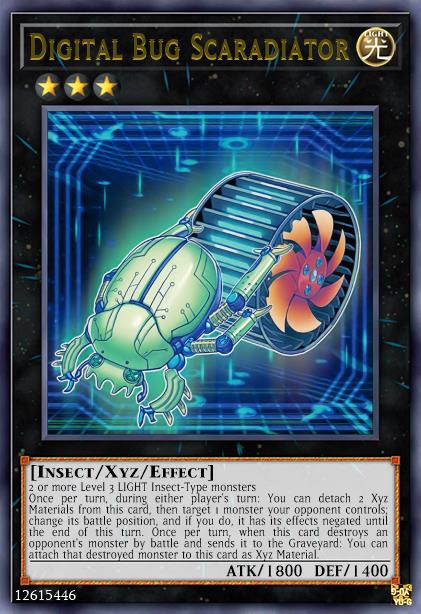 DIGITAL BUG SCARADIATOR
LIGHT
光
[INSECT/XYZ/EFFECT]
2 or more Level 3 LIGHT Insect-Type monsters
Once per turn, during either player's turn: You can detach 2 Xyz
Materials from this card, then target 1 monster your opponent controls;
change its battle position, and if you do, it has its effects negated until
the end of this turn. Once per turn, when this card destroys an
opponent's monster by battle and sends it to the Graveyard: You can
attach that destroyed monster to this card as Xyz Material.
ATK/1800 DEF/1400
12615446